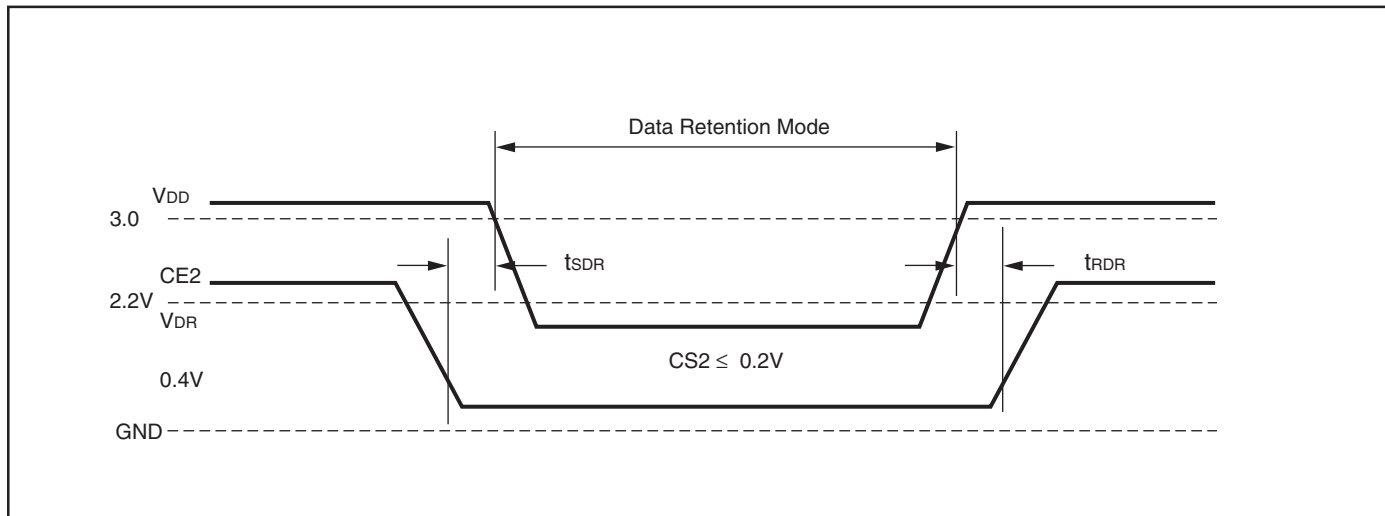 Data Retention Mode
VDD
3.0
tSDR
tRDR
CE2
2.2V
VDR
CS2 ≤ 0.2V
0.4V
GND